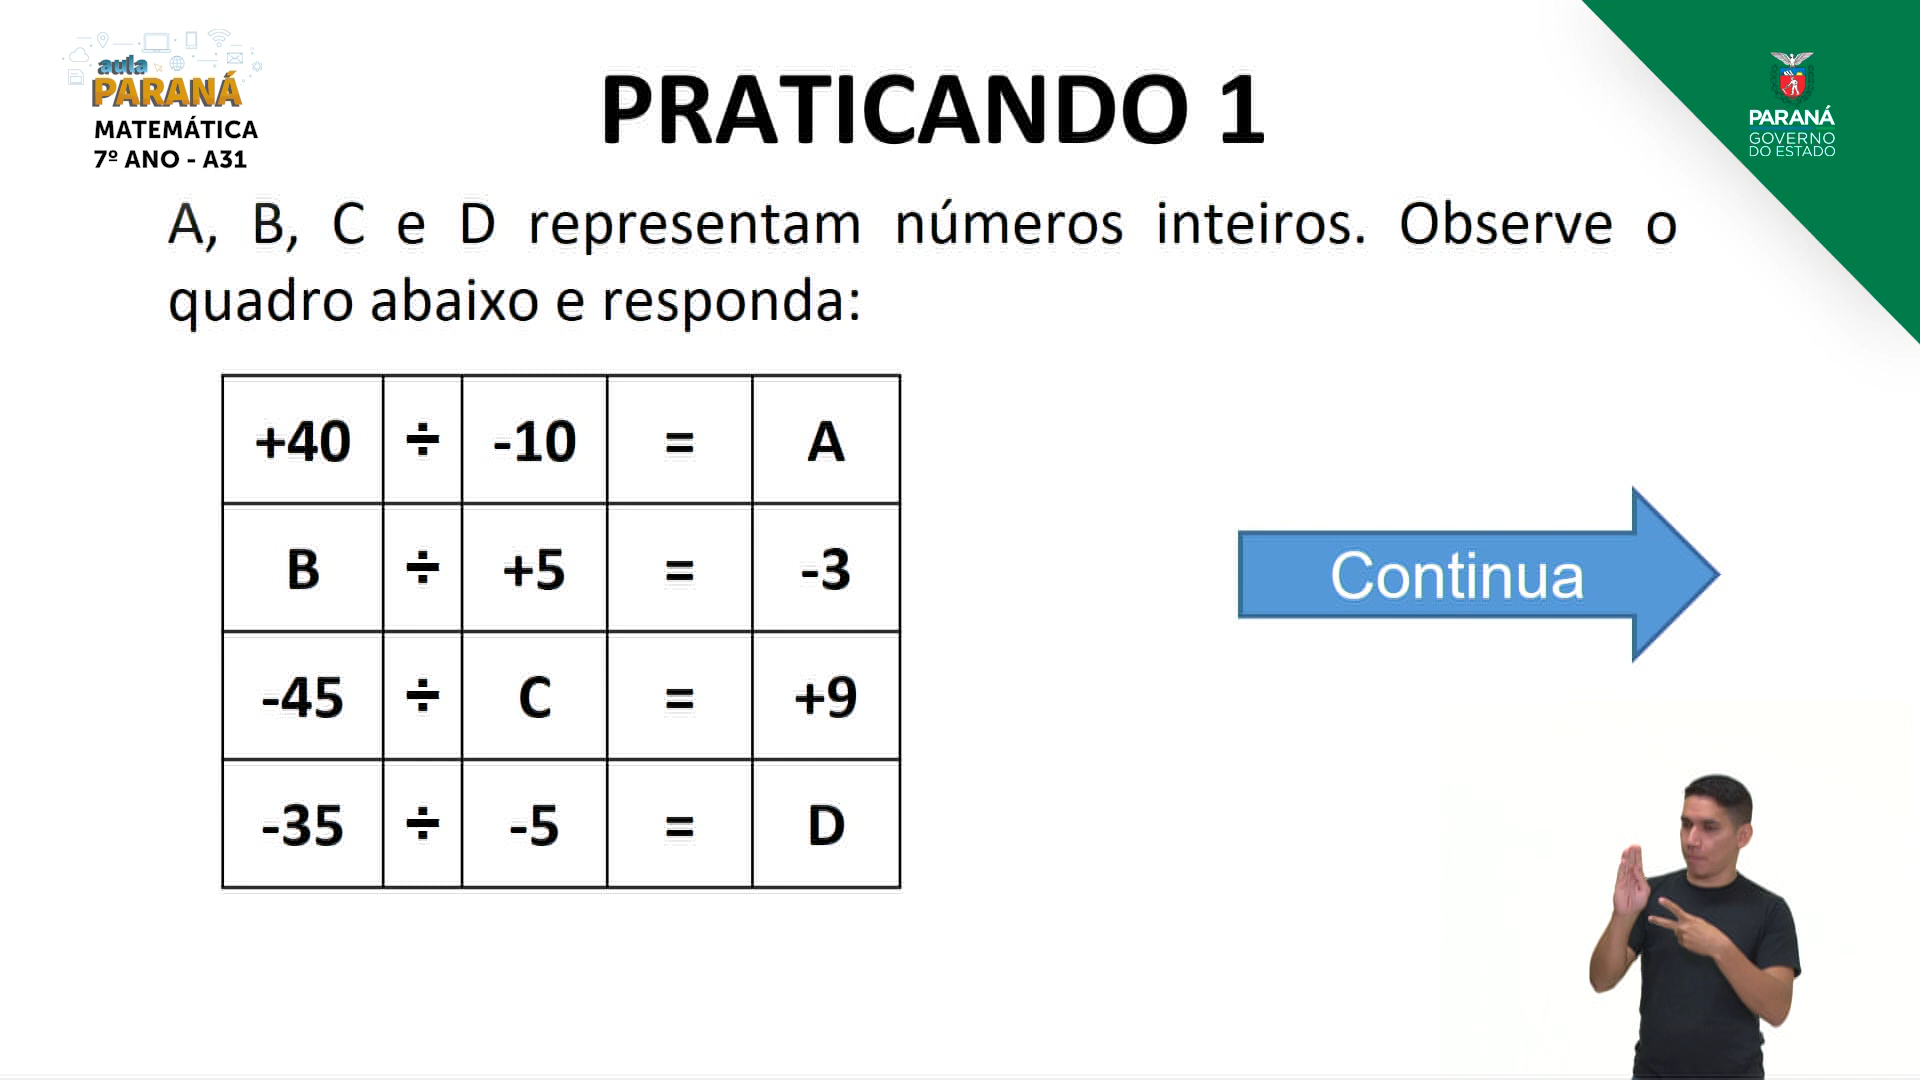 aula
PARANÁ
MATEMÁTICA
7º ANO - A31
PRATICANDO 1
PARANÁ
GOVERNO
DO ESTADO
A, B, C e D representam números inteiros. Observe o
quadro abaixo e responda:
+40 ÷ -10 = A
B ÷ +5 = -3
-45 ÷ C = +9
-35 ÷ -5 = D
Continua